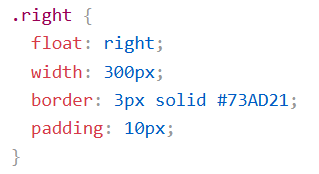 .right {
  float: right;
  width: 300px;
  border: 3px solid #73AD21;
  padding: 10px;
}